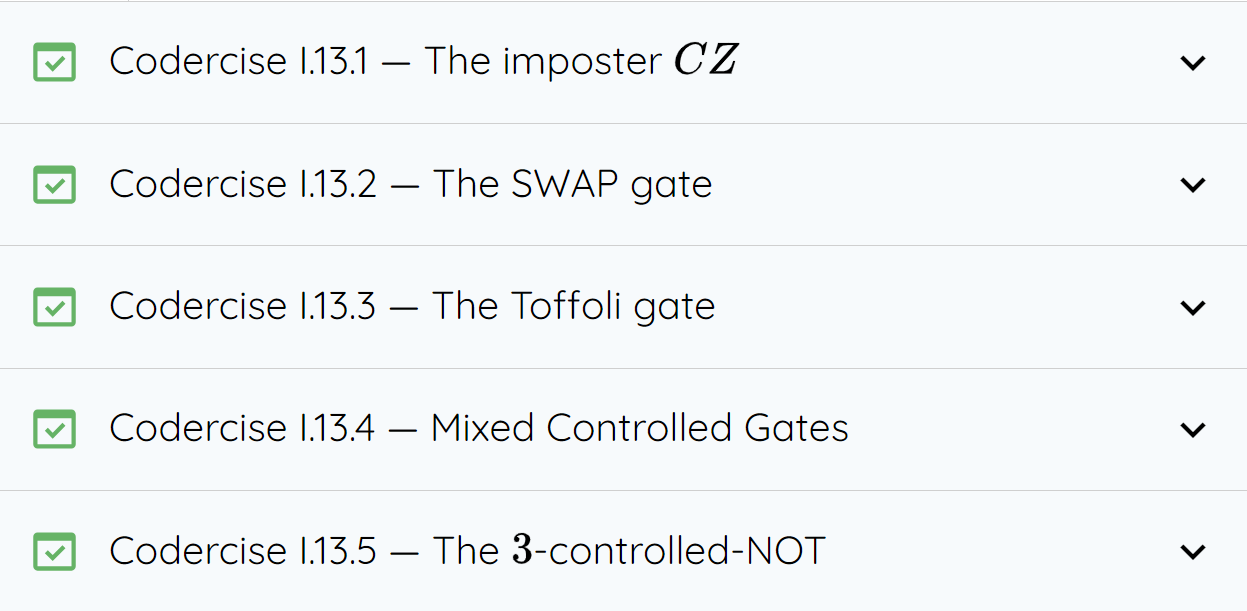 Codercise I.13.1 — The imposter CZ
Codercise I.13.2 — The SWAP gate
Codercise I.13.3 — The Toffoli gate
Codercise I.13.4 — Mixed Controlled Gates
Codercise I.13.5 — The 3-controlled-NOT